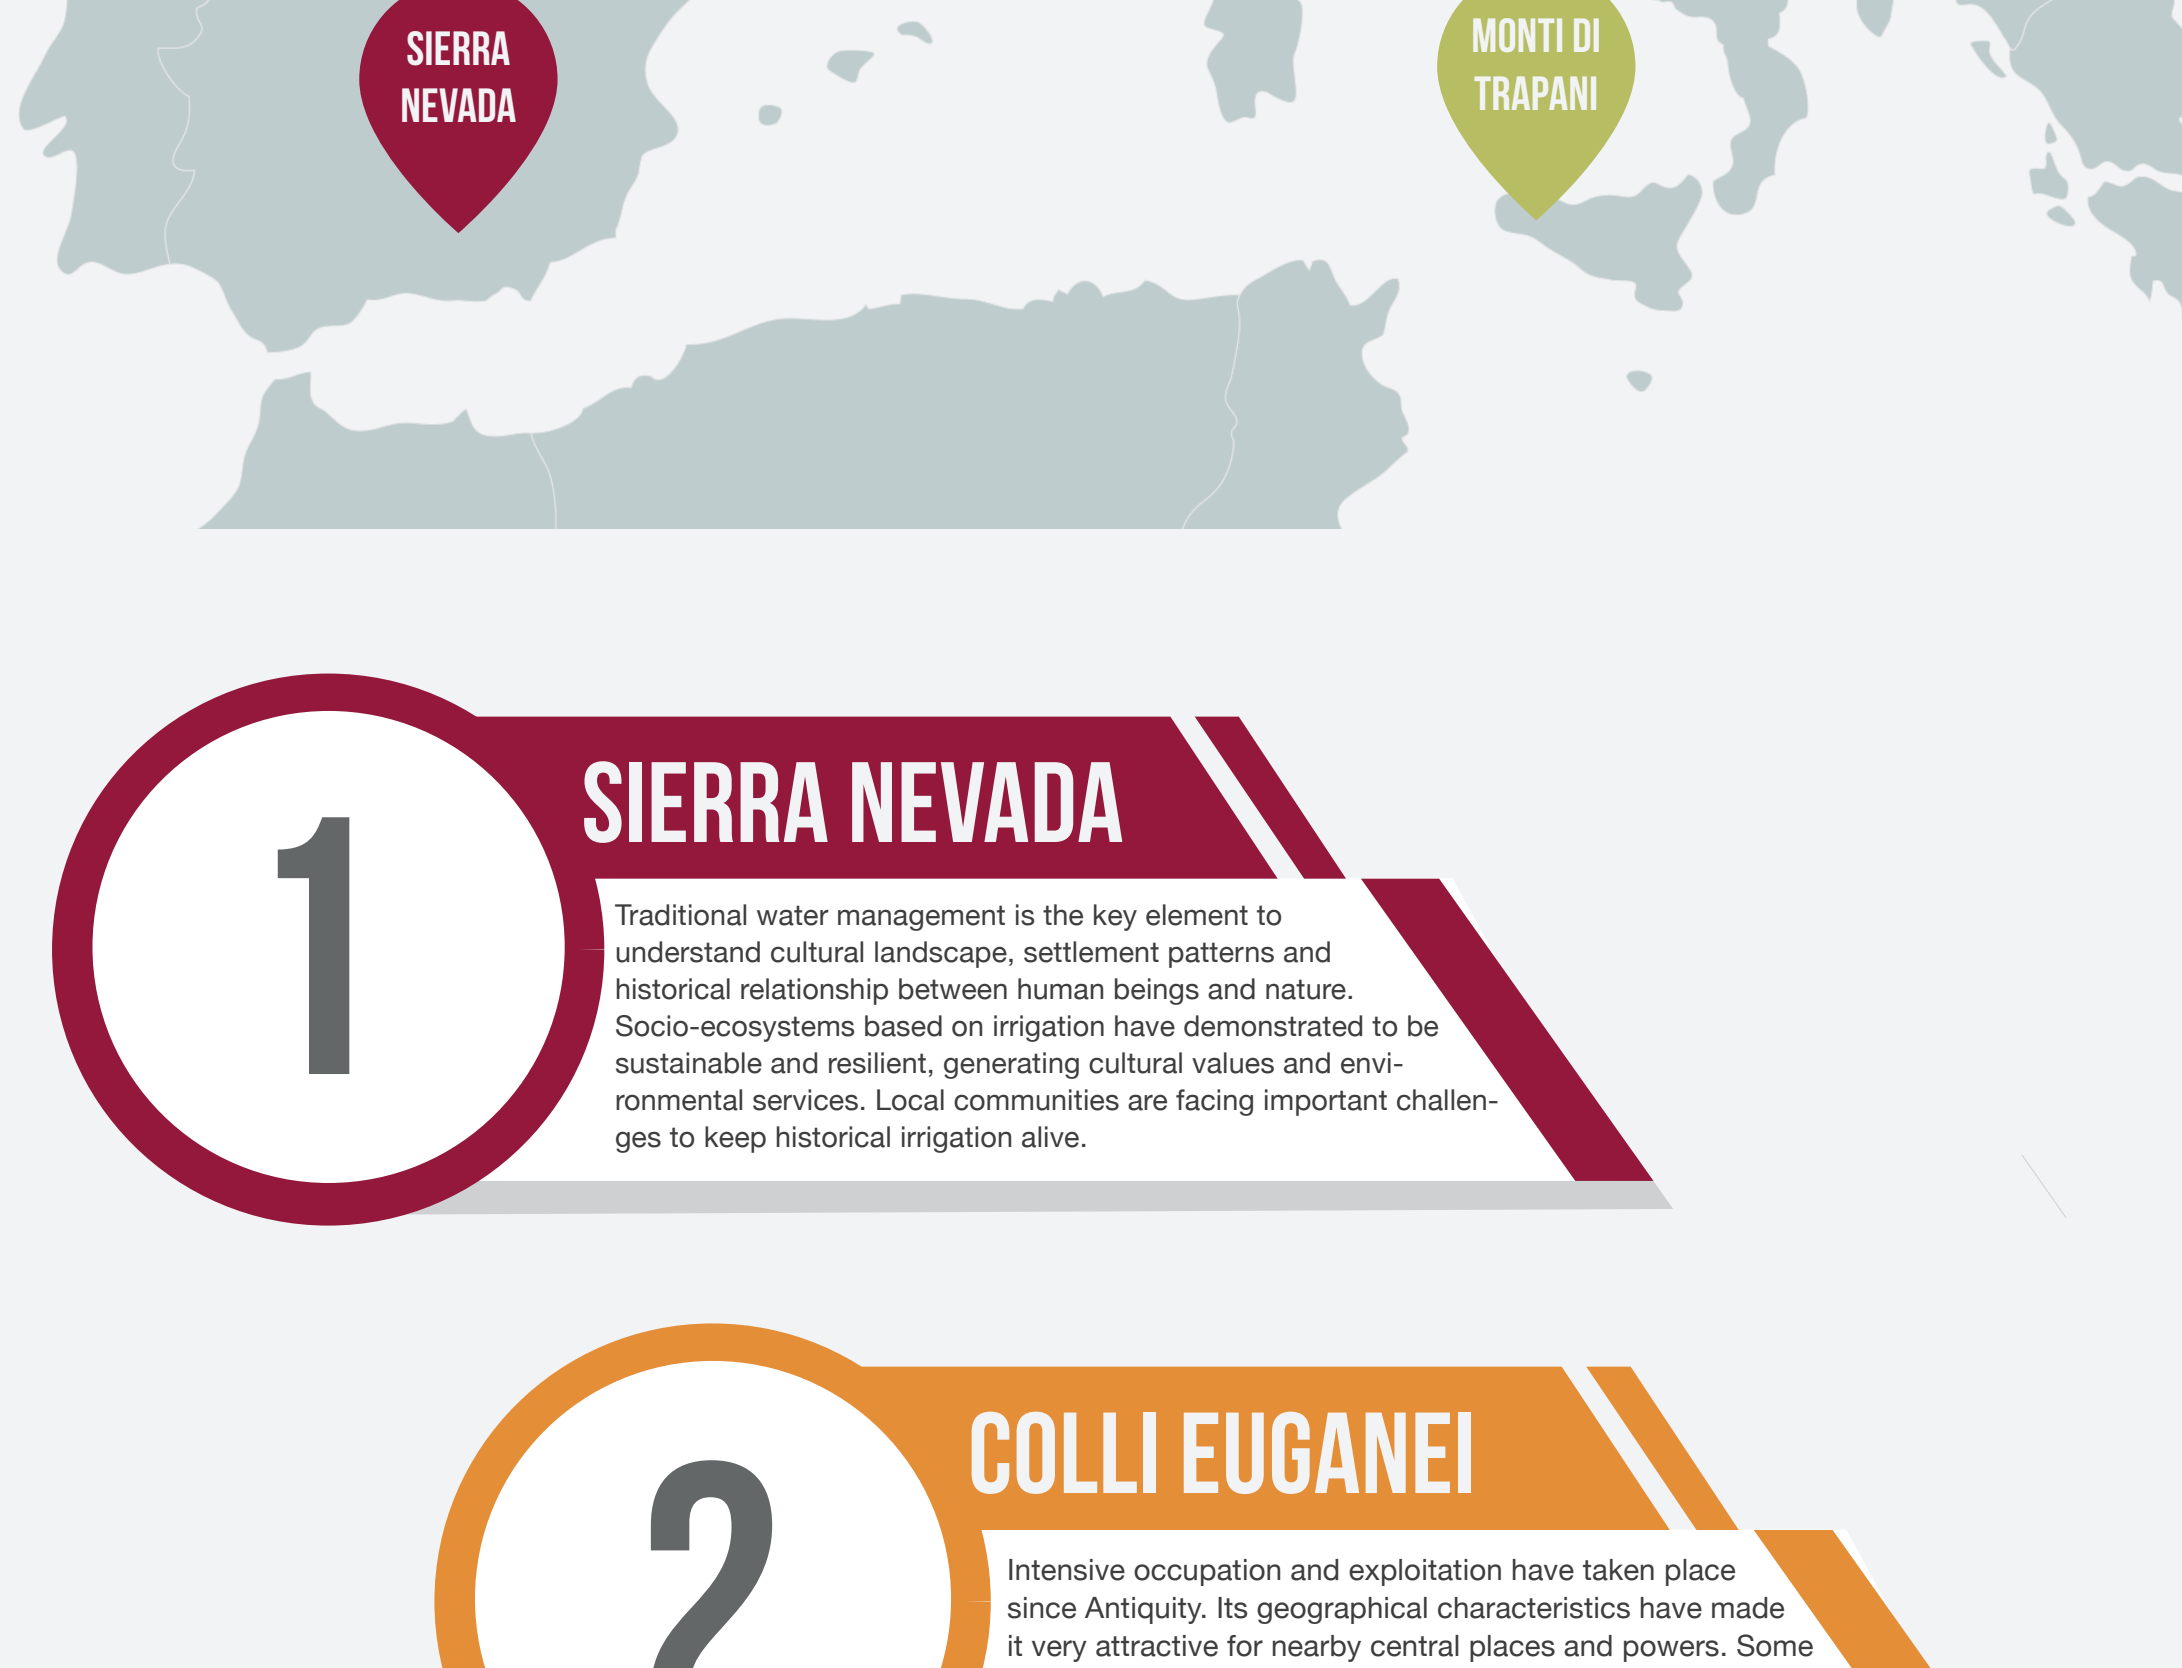 SIERRA
NEVADA
MONTI DI
TRAPANI
1
SIERRA NEVADA
Traditional water management is the key element to
understand cultural landscape, settlement patterns and
historical relationship between human beings and nature.
Socio-ecosystems based on irrigation have demonstrated to be
sustainable and resilient, generating cultural values and envi-
ronmental services. Local communities are facing important challen-
ges to keep historical irrigation alive.
2
COLLI EUGANEI
Intensive occupation and exploitation have taken place
since Antiquity. Its geographical characteristics have made
it very attractive for nearby central places and powers. Some